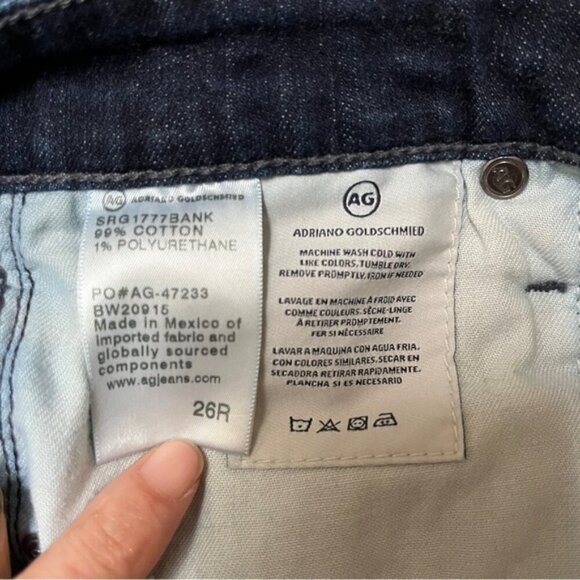 AG ADRIANO GOLDSCHMIED
SRG1777BANK
99% COTTON
1% POLYURETHANE
PO#AG-47233
BW20915
Made in Mexico of
imported fabric and
globally sourced
components
www.agjeans.com
26R
AG
ADRIANO GOLDSCHMIED
MACHINE WASH COLD WITH
LIKE COLORS, TUMBLE DRY
REMOVE PROMPTLY, IRON IF NEEDED
LAVAGE EN MACHINE À FROID AVEC
COMME COULEURS. SÈCHE-LINGE
À RETIRER PROMPTEMENT.
FER SI NÉCESSAIRE
LAVAR A MAQUINA CON AGUA FRIA.
CON COLORES SIMILARES. SECAR EN
SECADORA RETIRAR RAPIDAMENTE.
PLANCHA SI ES NECESARIO